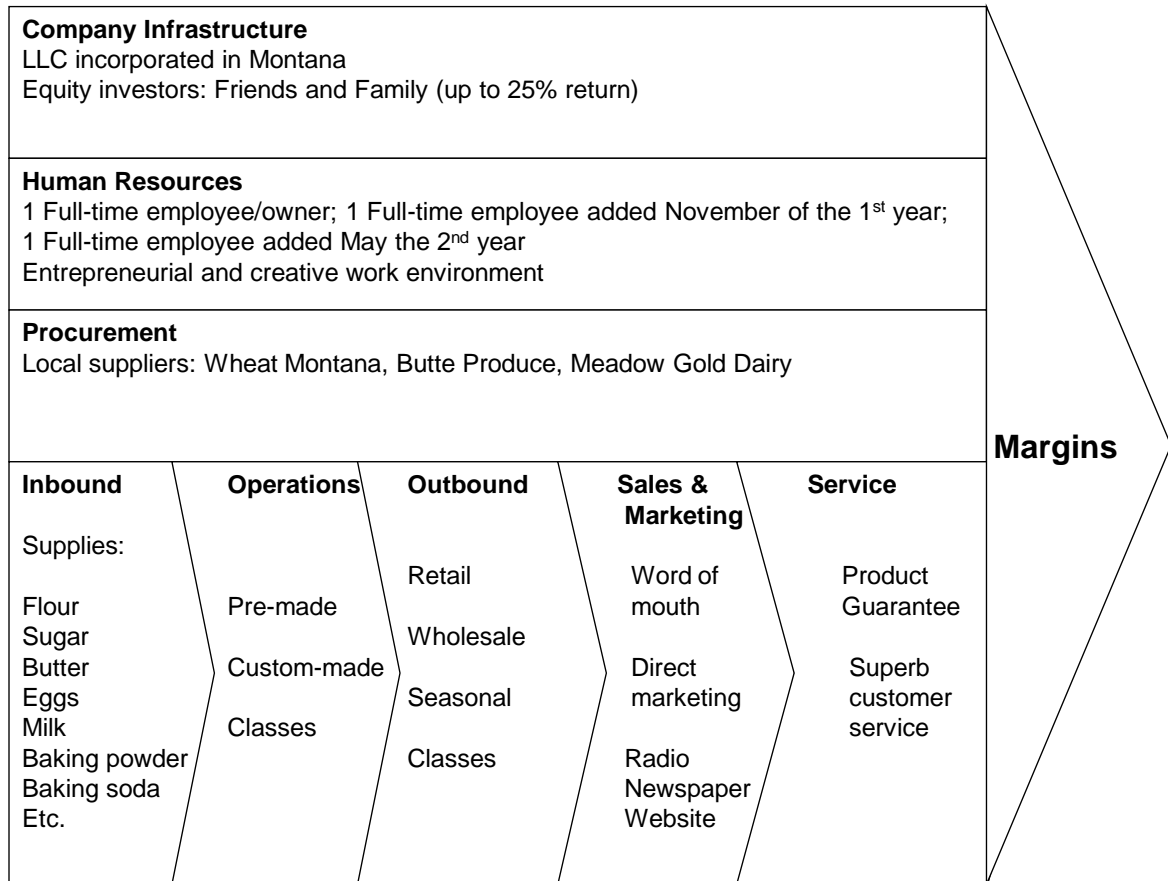 Company Infrastructure
LLC incorporated in Montana
Equity investors: Friends and Family (up to 25% return)
Human Resources
1 Full-time employee/owner; 1 Full-time employee added November of the 1st year;
1 Full-time employee added May the 2nd year
Entrepreneurial and creative work environment
Procurement
Local suppliers: Wheat Montana, Butte Produce, Meadow Gold Dairy
Margins
Inbound
Supplies:
Flour
Sugar
Butter
Eggs
Milk
Baking powder
Baking soda
Etc.
Operations
Pre-made
Custom-made
Classes
Outbound
Retail
Wholesale
Seasonal
Classes
Sales &
Marketing
Word of
mouth
Direct
marketing
Radio
Newspaper
Website
Service
Product
Guarantee
Superb
customer
service